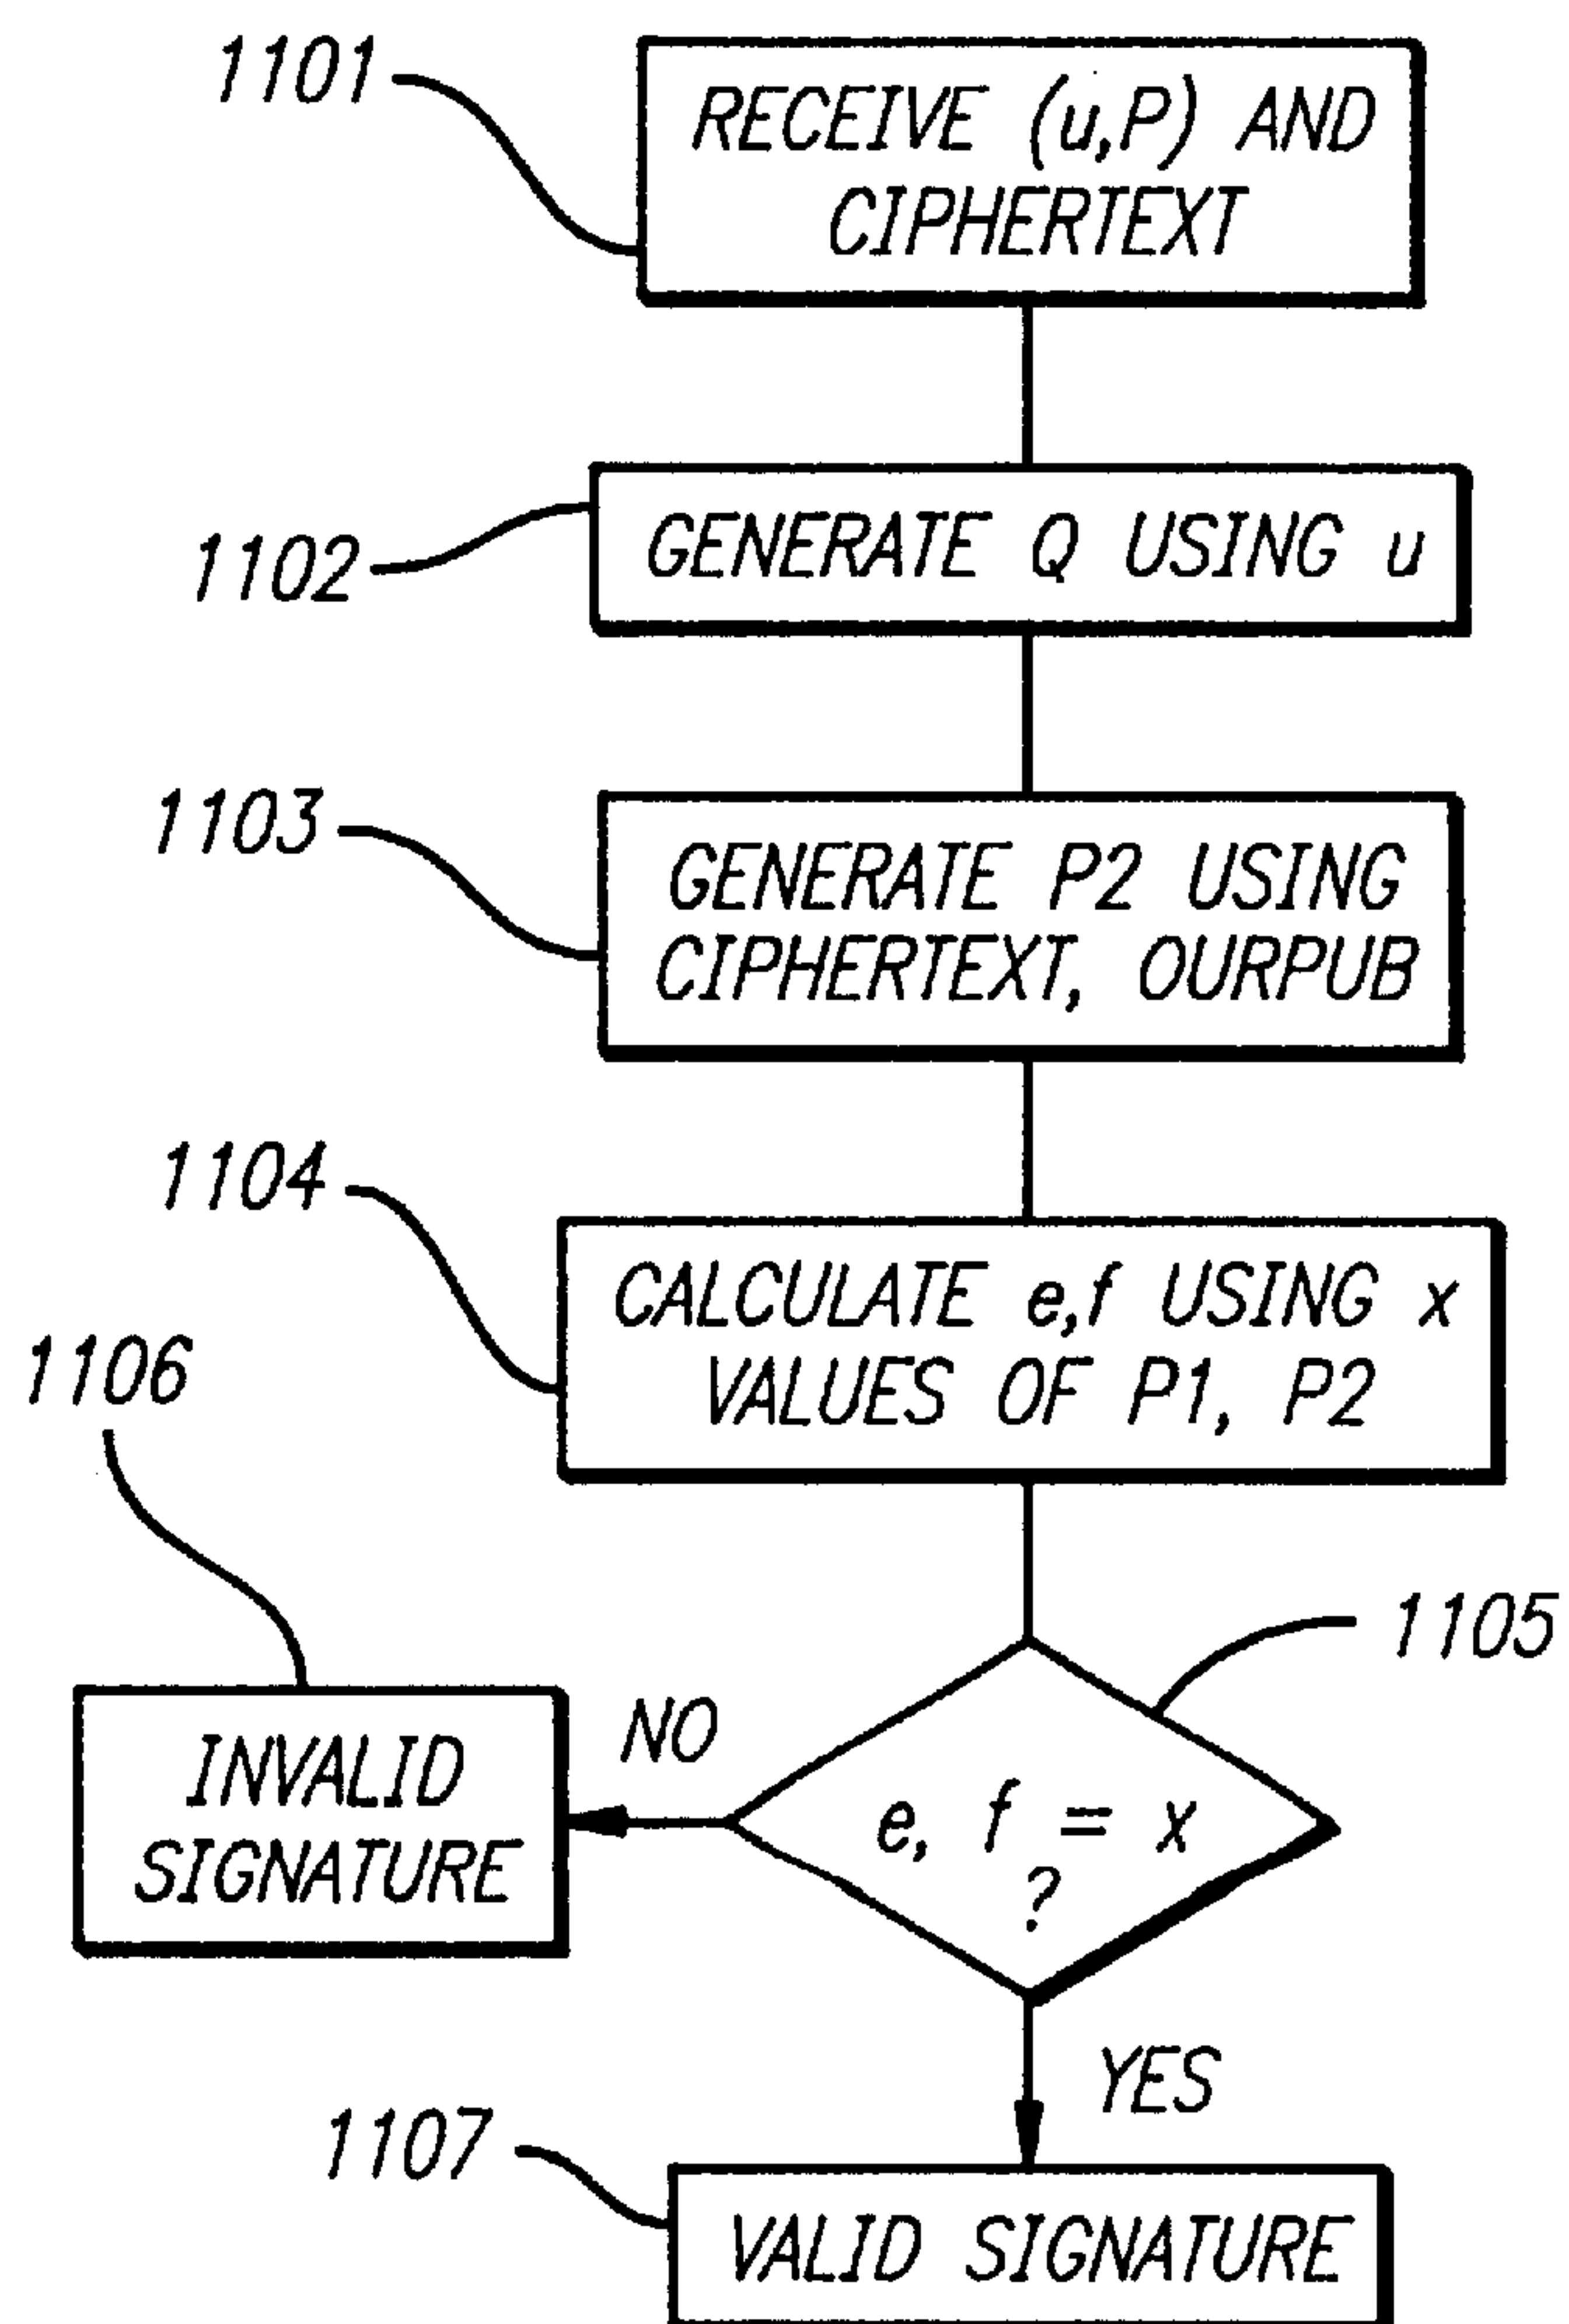 1101
RECEIVE (u,P) AND
CIPHERTEXT
1102
GENERATE Q USING u
1103
GENERATE P2 USING
CIPHERTEXT, OURPUB
1104
CALCULATE e,f USING x
VALUES OF P1, P2
1106
1105
INVALID
SIGNATURE
NO
e, f = x
?
YES
1107
VALID SIGNATURE